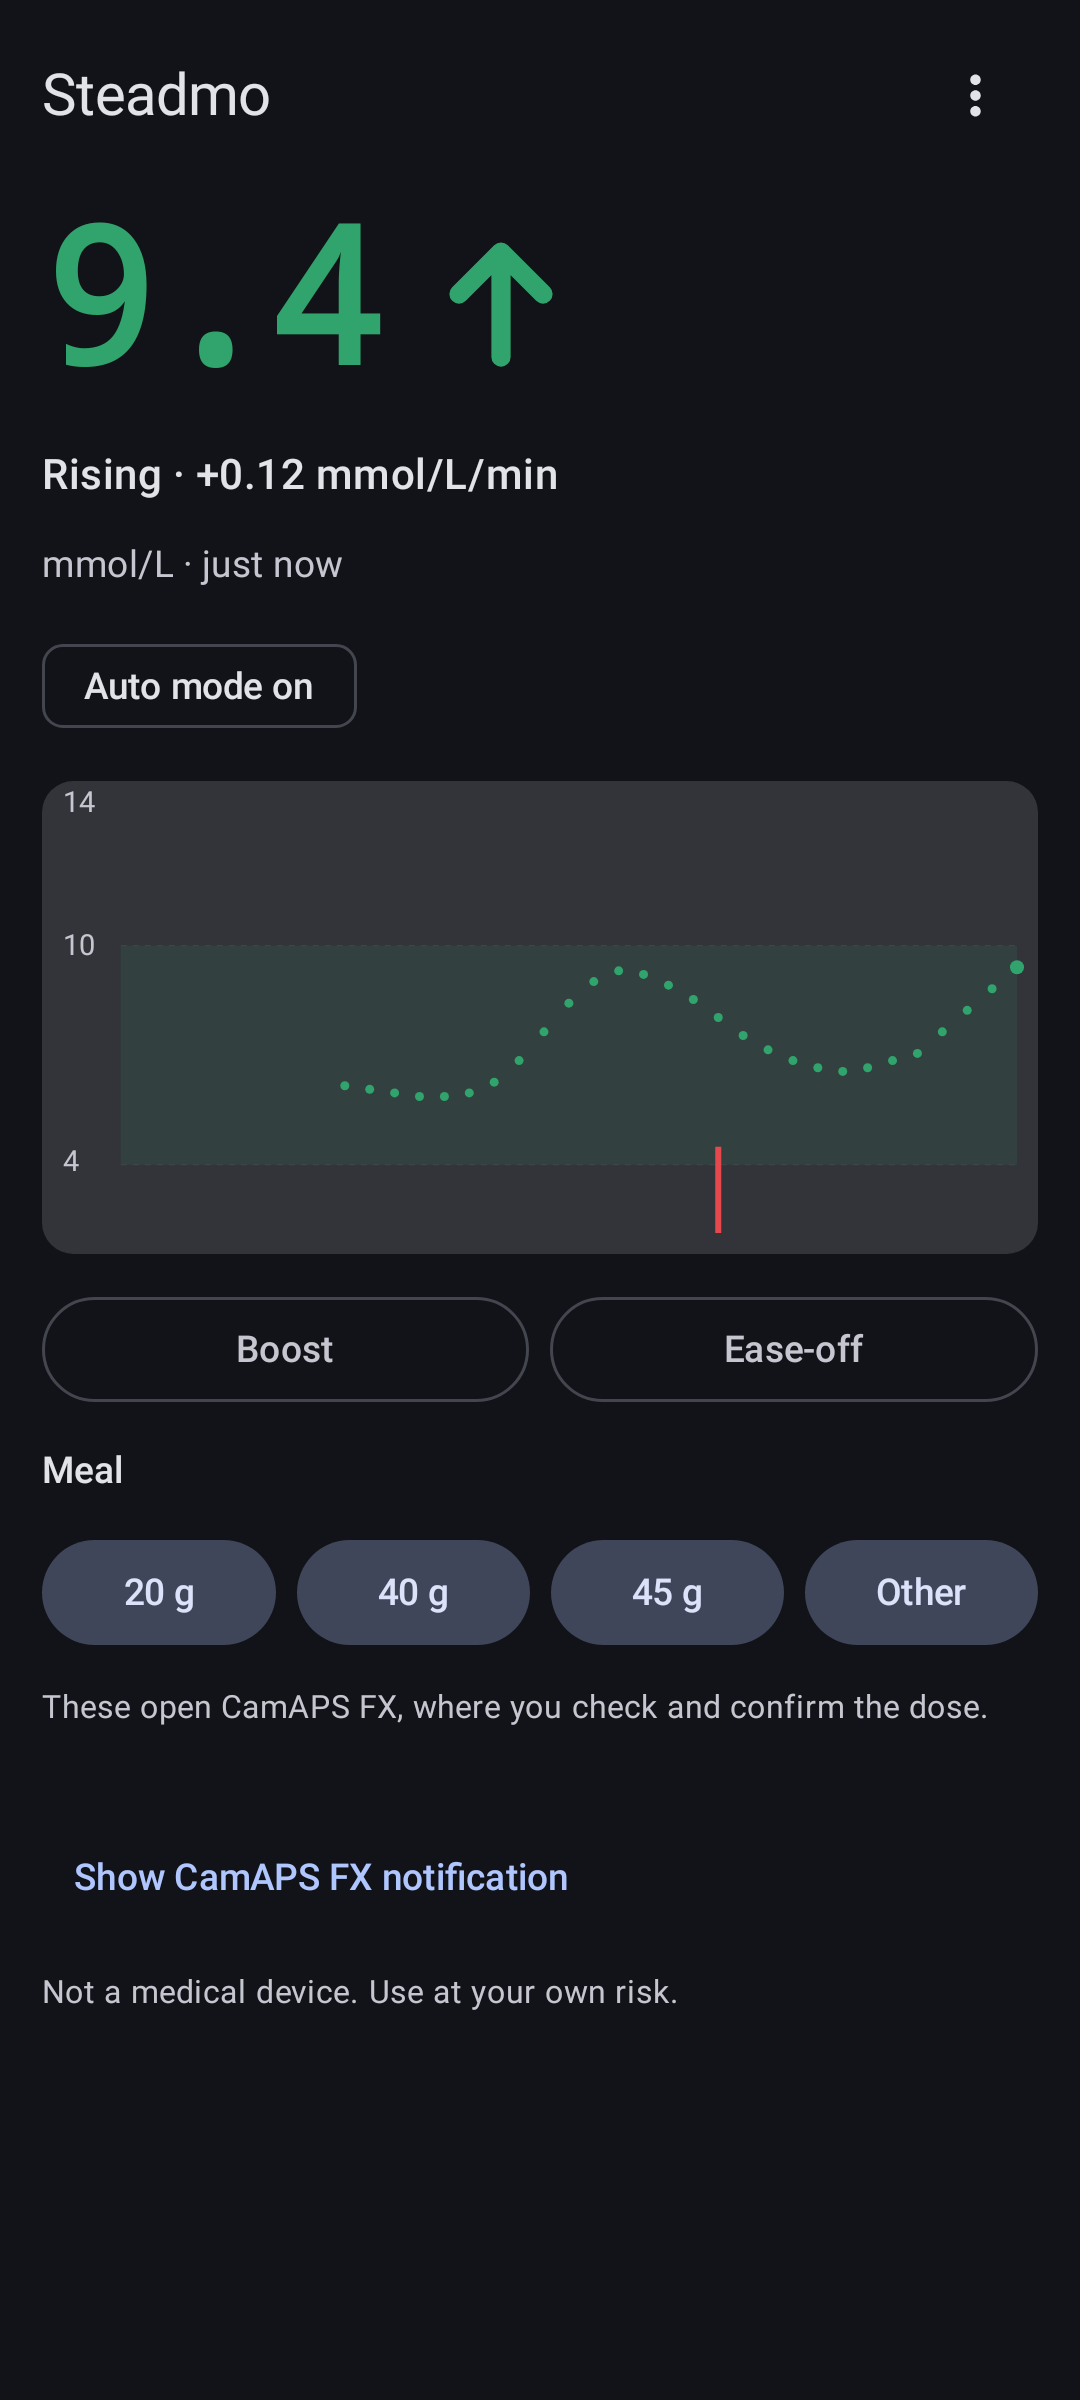 Steadmo
9.4
Rising · +0.12 mmol/L/min
mmol/L · just now
Auto mode on
14
10
4
Boost
Ease-off
Meal
20 g
40 g
45 g
Other
These open CamAPS FX, where you check and confirm the dose.
Show CamAPS FX notification
Not a medical device. Use at your own risk.